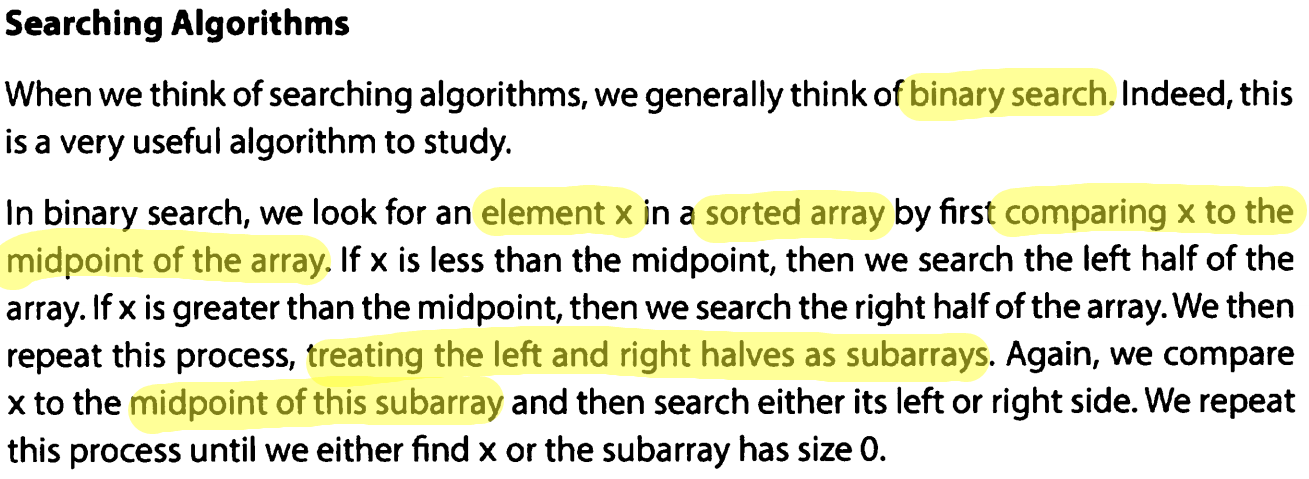 Searching Algorithms
When we think of searching algorithms, we generally think of binary search. Indeed, this
is a very useful algorithm to study.
In binary search, we look for an element x in a sorted array by first comparing x to the
midpoint of the array. If x is less than the midpoint, then we search the left half of the
array. If x is greater than the midpoint, then we search the right half of the array. We then
repeat this process, treating the left and right halves as subarrays. Again, we compare
x to the midpoint of this subarray and then search either its left or right side. We repeat
this process until we either find x or the subarray has size 0.